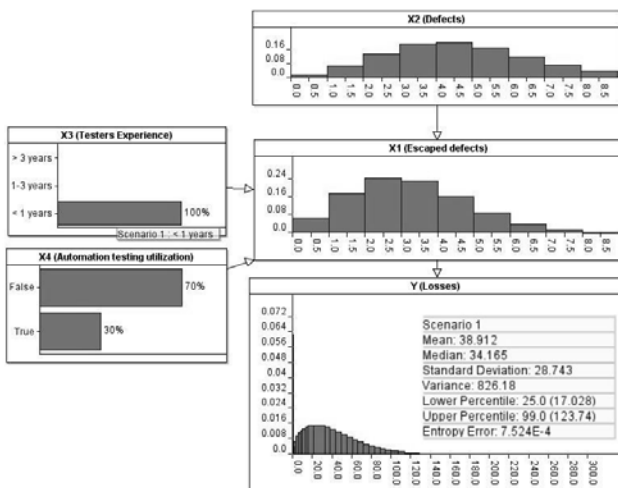 X2 (Defects)
0.16
0.08
0.0
0.0 0.5 1.0 1.5 2.0 2.5 3.0 3.5 4.0 4.5 5.0 5.5 6.0 6.5 7.0 7.5 8.0 8.5
X3 (Testers Experience)
> 3 years
1-3 years
< 1 years
100%
Scenario 1 : < 1 years
X1 (Escaped defects)
0.24
0.16
0.08
0.0
0.0 0.5 1.0 1.5 2.0 2.5 3.0 3.5 4.0 4.5 5.0 5.5 6.0 6.5 7.0 7.5 8.0 8.5
X4 (Automation testing utilization)
False
70%
True
30%
Y (Losses)
0.072
0.064
0.056
0.048
0.04
0.032
0.024
0.016
0.008
0.0
Scenario 1
Mean: 38.912
Median: 34.165
Standard Deviation: 28.743
Variance: 826.18
Lower Percentile: 25.0 (17.028)
Upper Percentile: 99.0 (123.74)
Entropy Error: 7.524E-4
0.0 20.0 40.0 60.0 80.0 100.0 120.0 140.0 160.0 180.0 200.0 220.0 240.0 260.0 280.0 300.0